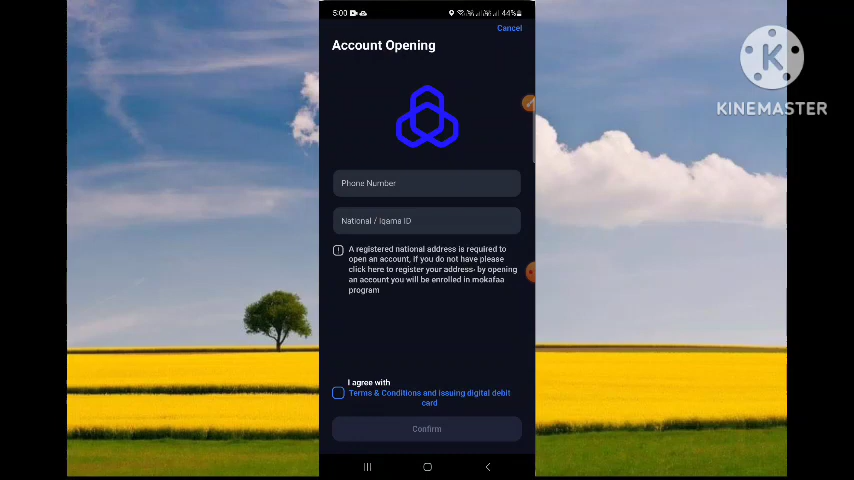 5:00
44%
Cancel
Account Opening
Phone Number
National / Iqama ID
A registered national address is required to
open an account, if you do not have please
click here to register your address، by opening
an account you will be enrolled in mokafaa
program
I agree with
Terms & Conditions and issuing digital debit
card
Confirm
KINEMASTER